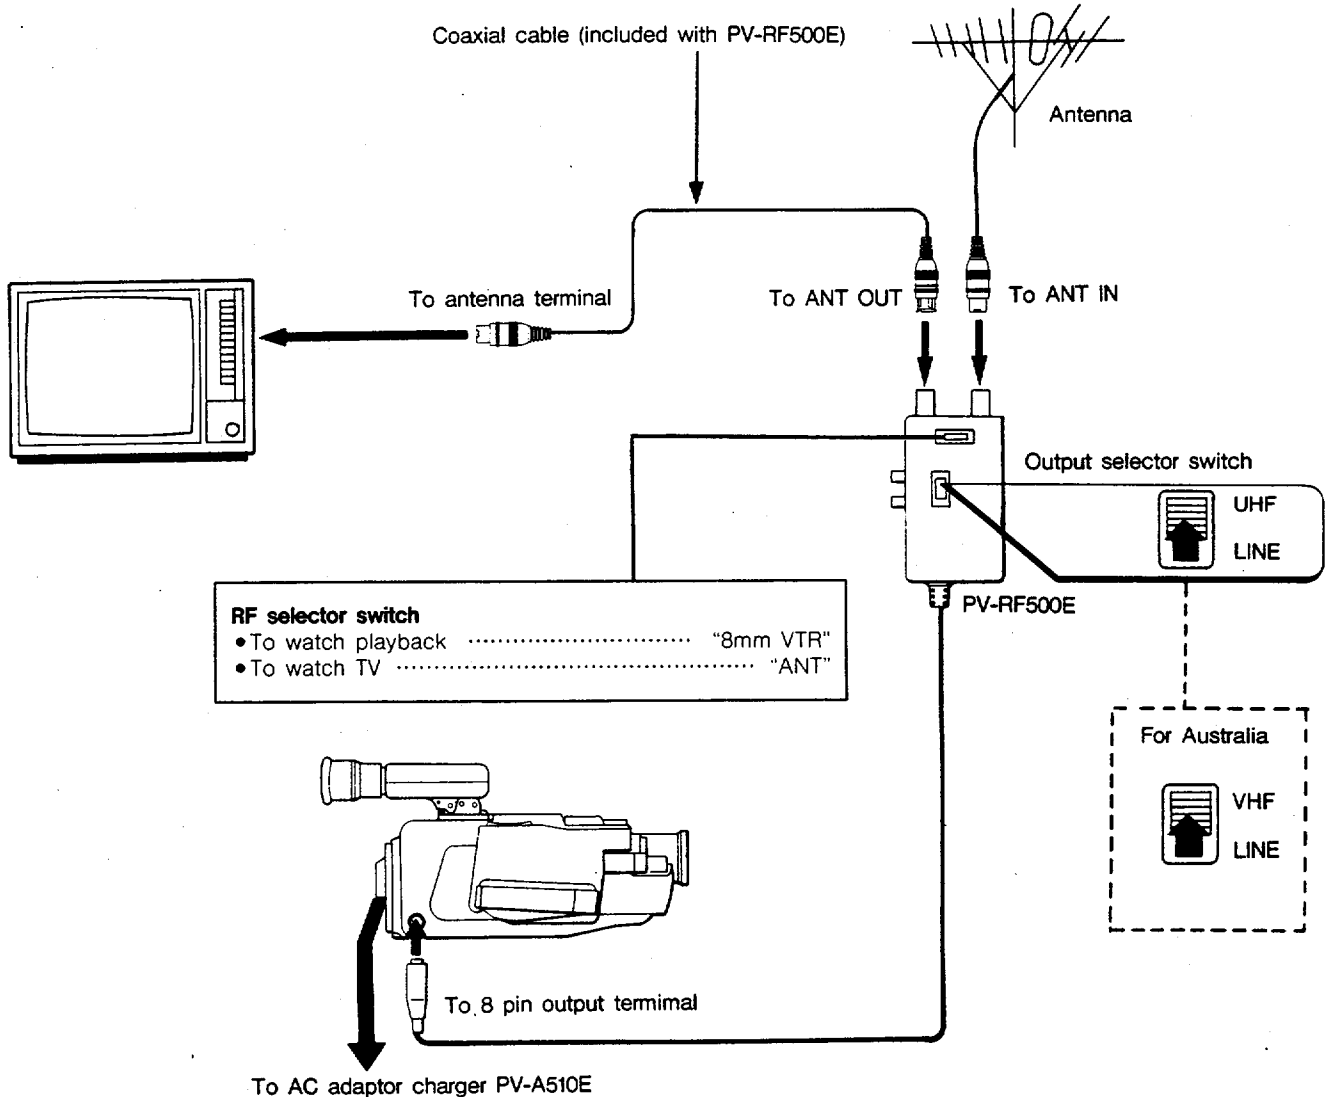 Coaxial cable (included with PV-RF500E)
Antenna
To antenna terminal
To ANT OUT
To ANT IN
Output selector switch
UHF
LINE
PV-RF500E
RF selector switch
●To watch playback ······························ "8mm VTR"
●To watch TV ················································ "ANT"
For Australia
VHF
LINE
To 8 pin output termimal
To AC adaptor charger PV-A510E